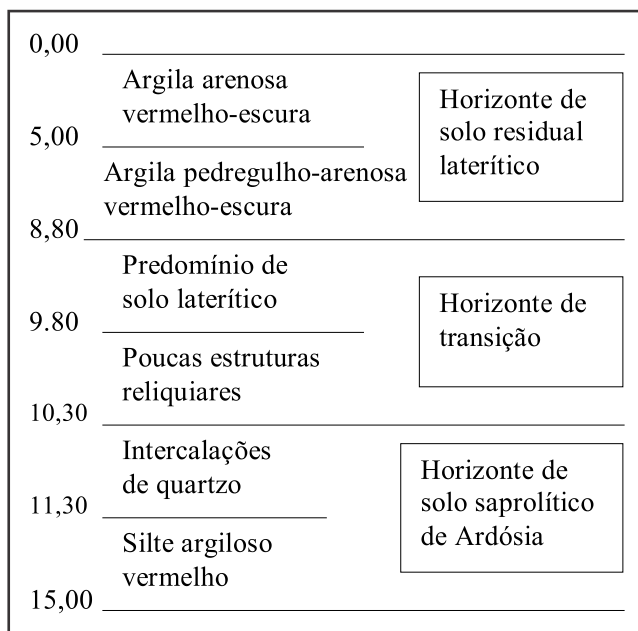 0,00
Argila arenosa
vermelho-escura
Horizonte de
solo residual
laterítico
5,00
Argila pedregulho-arenosa
vermelho-escura
8,80
Predomínio de
solo laterítico
Horizonte de
transição
9.80
Poucas estruturas
reliquiares
10,30
Intercalações
de quartzo
Horizonte de
solo saprolítico
de Ardósia
11,30
Silte argiloso
vermelho
15,00